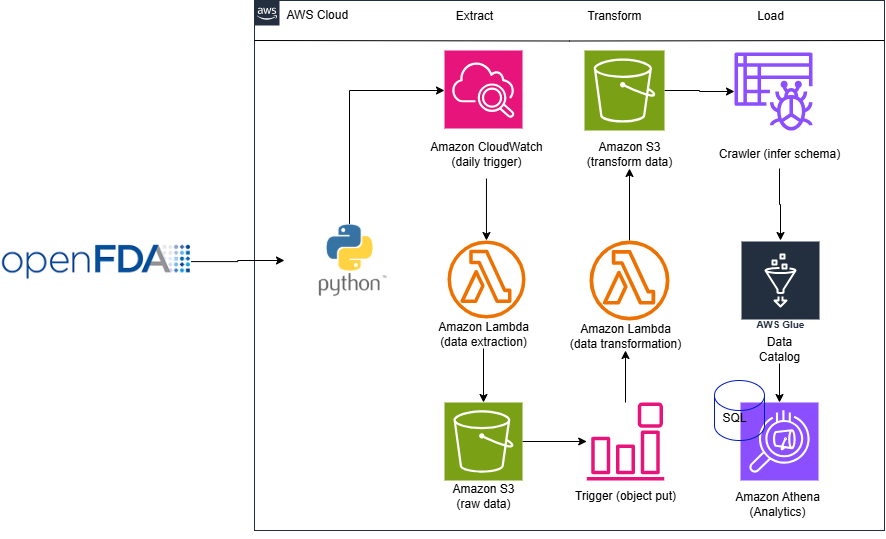 aws
AWS Cloud
Extract
Transform
Load
Amazon CloudWatch
(daily trigger)
Amazon S3
(transform data)
Crawler (infer schema)
openFDA
python™
Amazon Lambda
(data extraction)
Amazon Lambda
(data transformation)
AWS Glue
Data
Catalog
SQL
Amazon S3
(raw data)
Trigger (object put)
Amazon Athena
(Analytics)